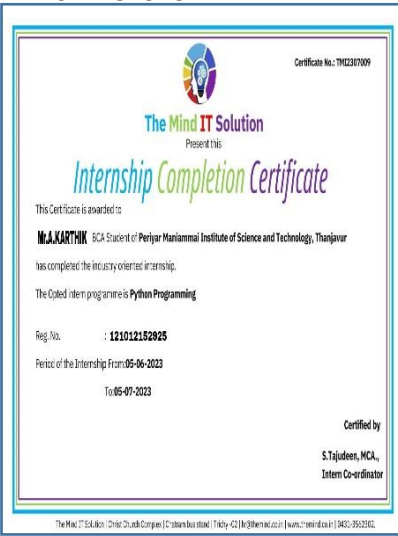 Certificate No.: TMI2307009
The Mind IT Solution
Present this
Internship Completion Certificate
This Certificate is awarded to
Mr.A.KARTHIK BCA Student of Periyar Maniammai Institute of Science and Technology, Thanjavur
has completed the industry oriented internship.
The Opted intern programme is Python Programming
Reg. No. : 121012152925
Period of the Internship From:05-06-2023
To:05-07-2023
Certified by
S.Tajudeen, MCA.,
Intern Co-ordinator
The Mind IT Solution | Christ Church Complex | Chatram bus stand | Trichy -02 | hr@themind.co.in | www.themind.co.in | 0431-3562302.